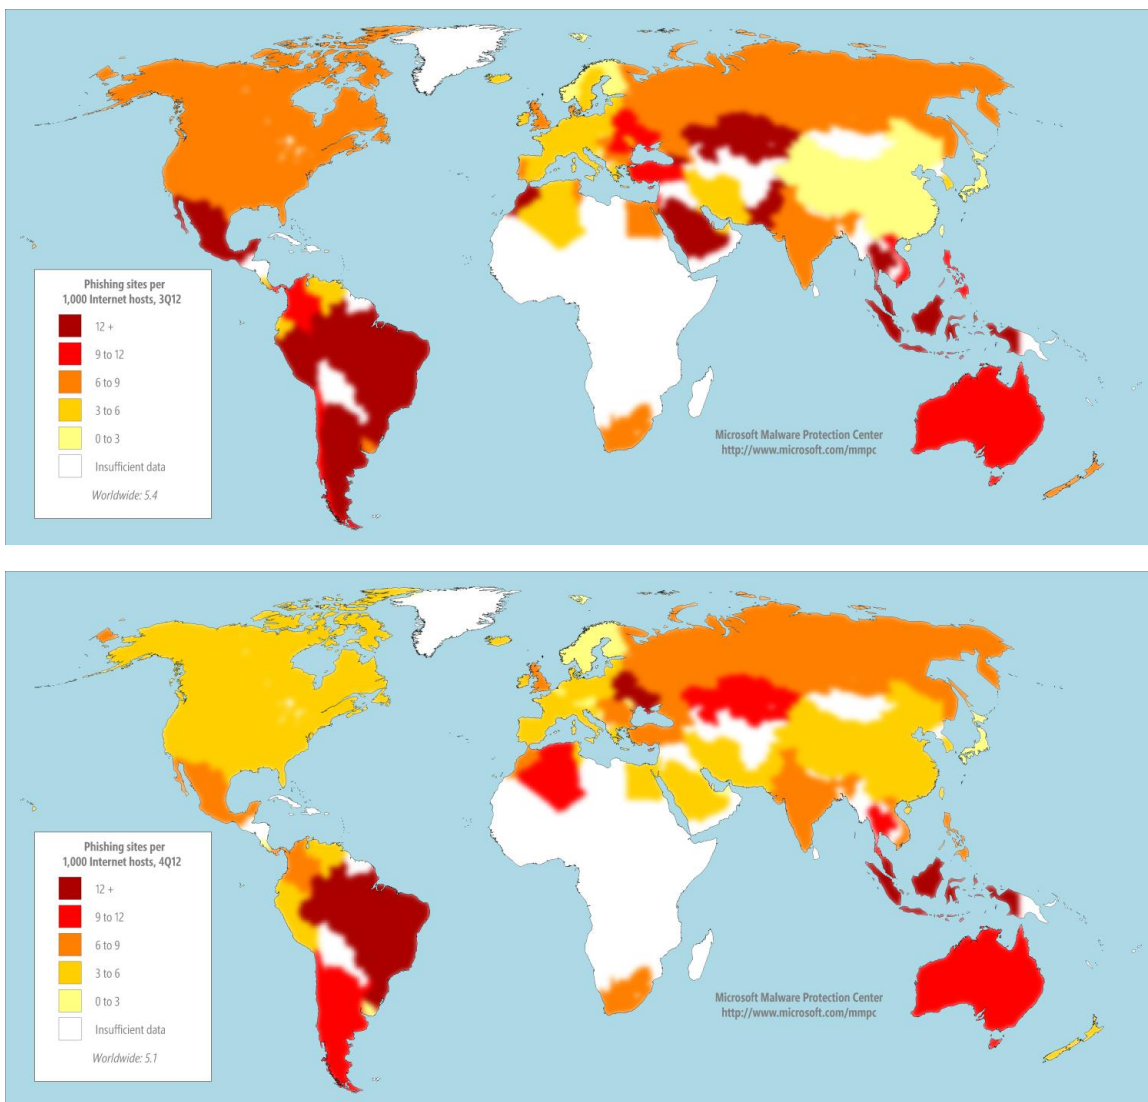 Phishing sites per
1,000 Internet hosts, 3Q12
12 +
9 to 12
6 to 9
3 to 6
0 to 3
Insufficient data
Worldwide: 5.4
Microsoft Malware Protection Center
http://www.microsoft.com/mmpc
Phishing sites per
1,000 Internet hosts, 4Q12
12 +
9 to 12
6 to 9
3 to 6
0 to 3
Insufficient data
Worldwide: 5.1
Microsoft Malware Protection Center
http://www.microsoft.com/mmpc